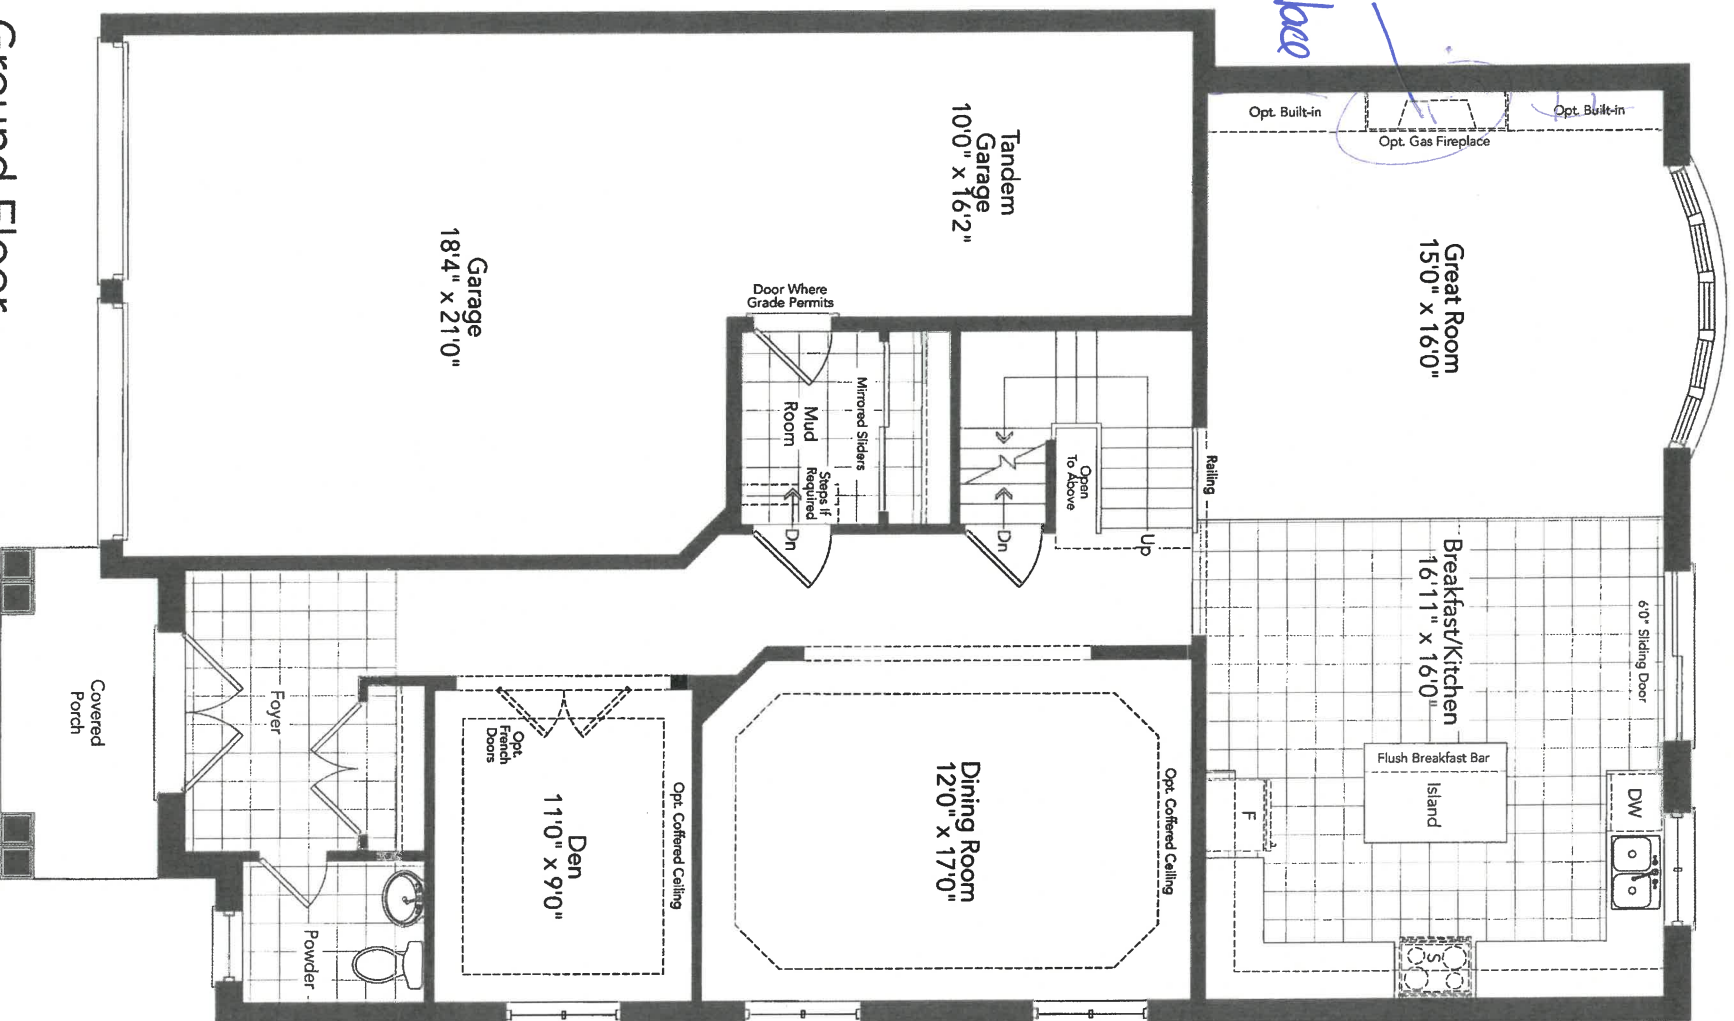 Ground Floor
place
Opt. Built-in
Opt. Gas Fireplace
Opt. Built-in
Great Room
15'0" x 16'0"
Tandem
Garage
10'0" x 16'2"
Garage
18'4" x 21'0"
Door Where
Grade Permits
Mirrored Sliders
Mud
Room
Steps If
Required
Dn
Dn
Open
To Above
Up
Railing
Breakfast/Kitchen
16'11" x 16'0"
6'0" Sliding Door
Flush Breakfast Bar
Island
DW
F
S
Dining Room
12'0" x 17'0"
Opt. Coffered Ceiling
Den
11'0" x 9'0"
Opt. Coffered Ceiling
Opt.
French
Doors
Foyer
Powder
Covered
Porch